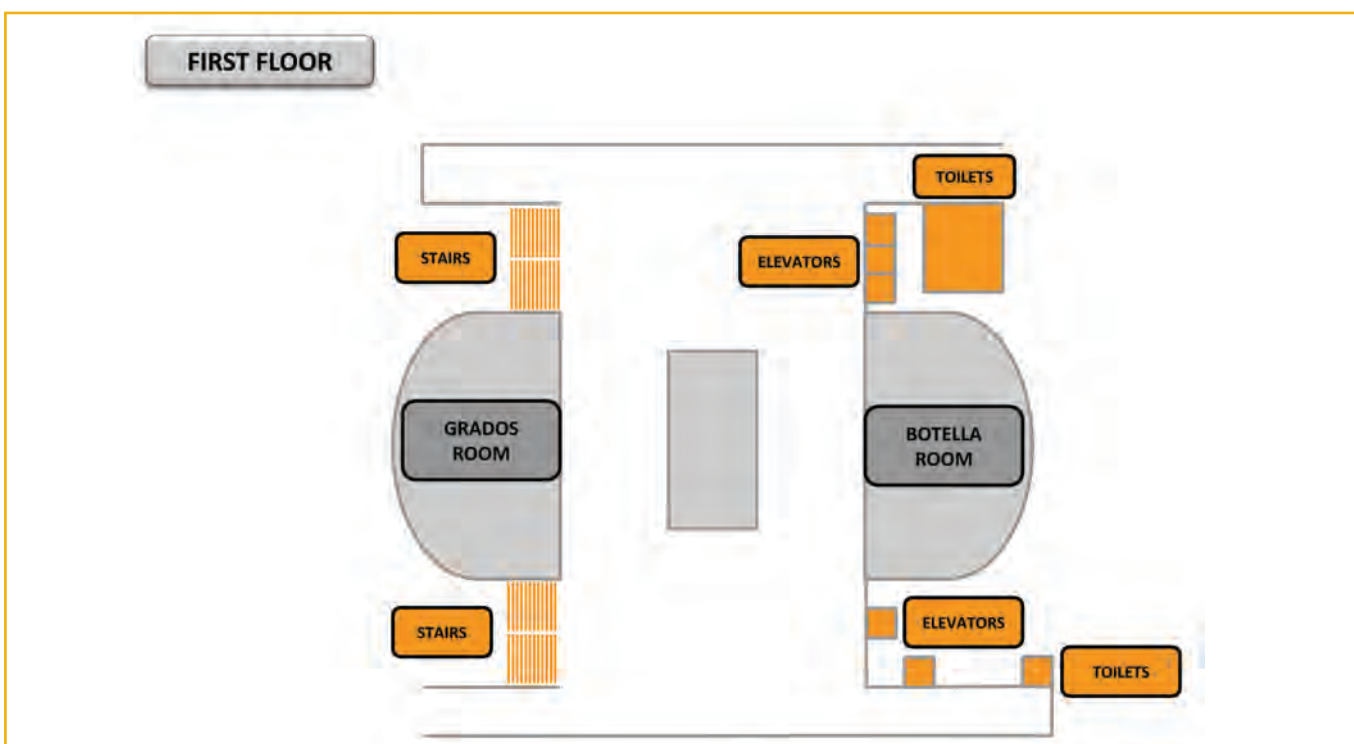 FIRST FLOOR
TOILETS
STAIRS
ELEVATORS
GRADOS
ROOM
BOTELLA
ROOM
STAIRS
ELEVATORS
TOILETS